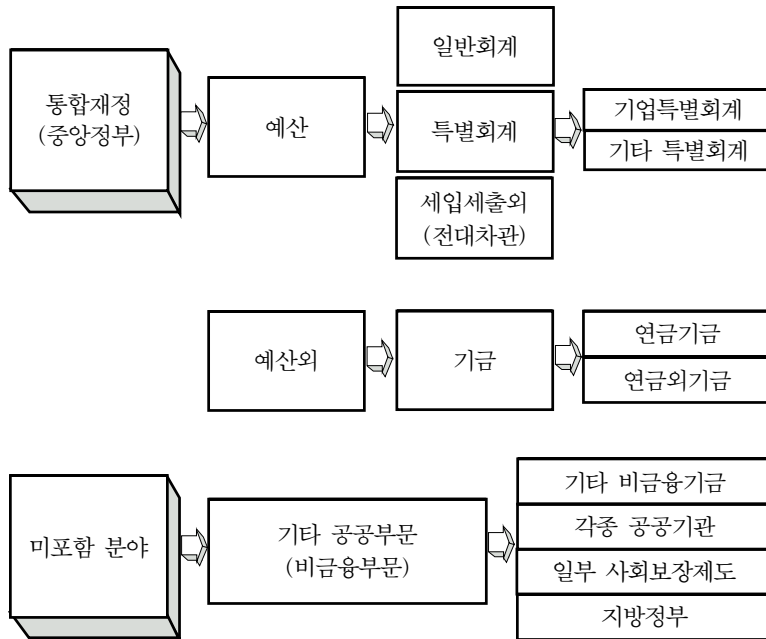 통합재정
(중앙정부)
예산
일반회계
특별회계
세입세출외
(전대차관)
기업특별회계
기타 특별회계
예산외
기금
연금기금
연금외기금
미포함 분야
기타 공공부문
(비금융부문)
기타 비금융기금
각종 공공기관
일부 사회보장제도
지방정부